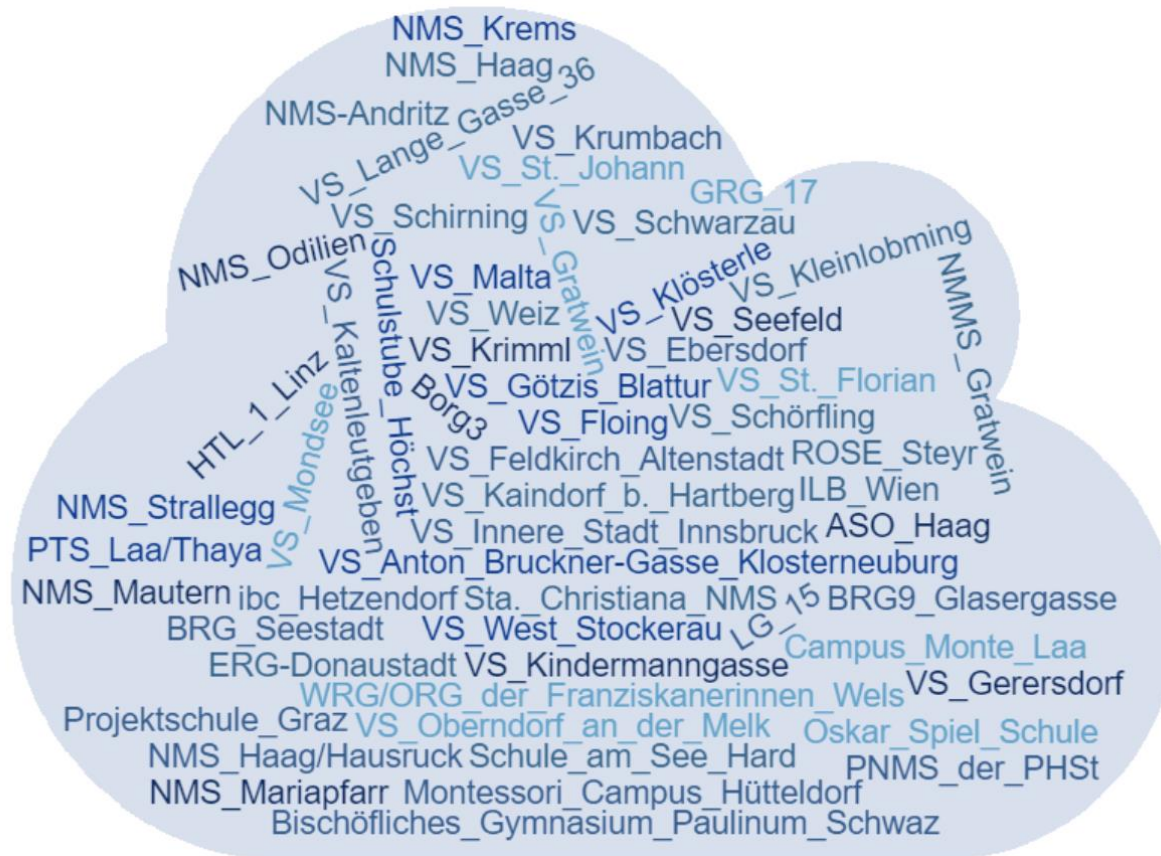 NMS_Krems
NMS_Haag
NMS-Andritz
VS_Lange_Gasse_36
VS_Krumbach
VS_St._Johann
GRG_17
VS_Schirning
VS_Gratwein
VS_Schwarzau
NMS_Odilien
Schulstube_Höchst
VS_Kaltenleutgeben
VS_Malta
VS_Klösterle
VS_Kleinlobming
NMMS_Gratwein
VS_Weiz
VS_Seefeld
VS_Krimml
VS_Ebersdorf
HTL_1_Linz
VS_Mondsee
Borg3
VS_Götzis_Blattur
VS_St._Florian
VS_Floing
VS_Schörfling
VS_Feldkirch_Altenstadt
ROSE_Steyr
VS_Kaindorf_b._Hartberg
ILB_Wien
NMS_Strallegg
VS_Innere_Stadt_Innsbruck
ASO_Haag
PTS_Laa/Thaya
VS_Anton_Bruckner-Gasse_Klosterneuburg
NMS_Mautern
ibc_Hetzendorf
Sta._Christiana_NMS
LG_15
BRG9_Glasergasse
BRG_Seestadt
VS_West_Stockerau
Campus_Monte_Laa
ERG-Donaustadt
VS_Kindermanngasse
VS_Gerersdorf
WRG/ORG_der_Franziskanerinnen_Wels
Projektschule_Graz
VS_Oberndorf_an_der_Melk
Oskar_Spiel_Schule
NMS_Haag/Hausruck
Schule_am_See_Hard
PNMS_der_PHSt
NMS_Mariapfarr
Montessori_Campus_Hütteldorf
Bischöfliches_Gymnasium_Paulinum_Schwaz